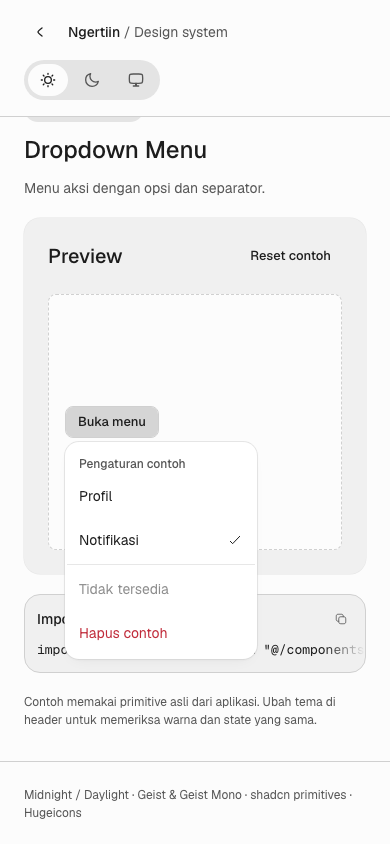 Ngertiin / Design system
Dropdown Menu
Menu aksi dengan opsi dan separator.
Preview
Reset contoh
Buka menu
Pengaturan contoh
Profil
Notifikasi
Tidak tersedia
Hapus contoh
"@/components
Contoh memakai primitive asli dari aplikasi. Ubah tema di
header untuk memeriksa warna dan state yang sama.
Midnight / Daylight · Geist & Geist Mono · shadcn primitives ·
Hugeicons